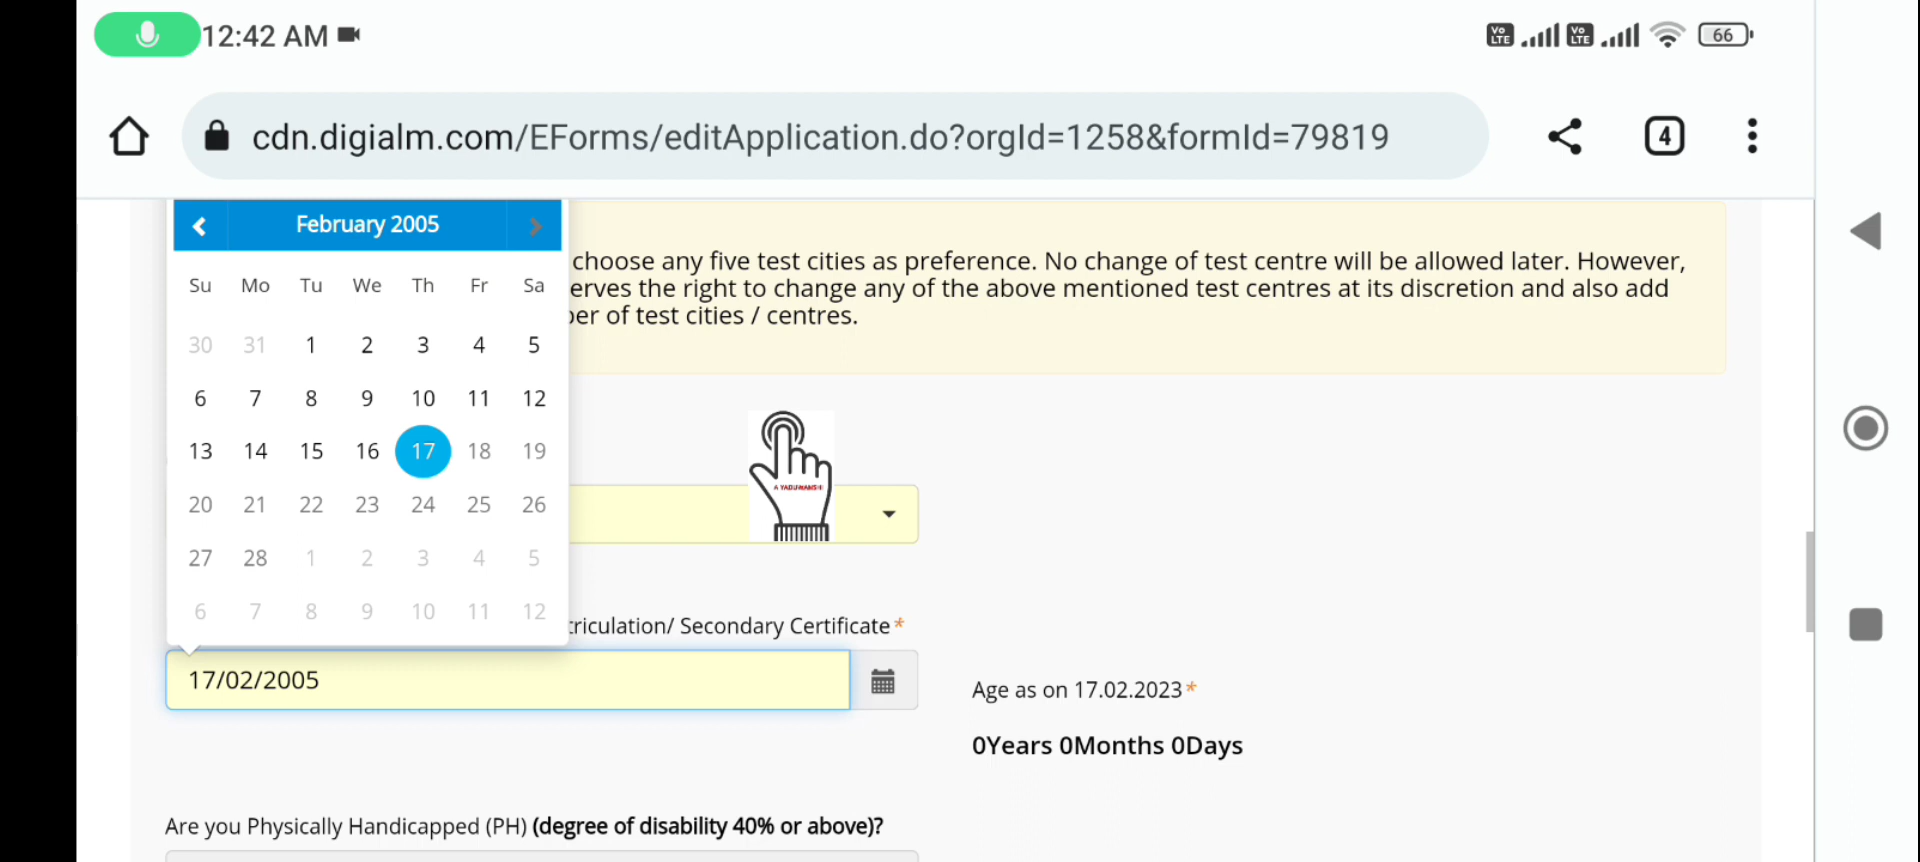 12:42 AM
Vo LTE Vo LTE 66
cdn.digialm.com/EForms/editApplication.do?orgId=1258&formId=79819
4
February 2005
choose any five test cities as preference. No change of test centre will be allowed later. However,
erves the right to change any of the above mentioned test centres at its discretion and also add
er of test cities / centres.
Su Mo Tu We Th Fr Sa
30 31 1 2 3 4 5
6 7 8 9 10 11 12
13 14 15 16 17 18 19
20 21 22 23 24 25 26
27 28 1 2 3 4 5
6 7 8 9 10 11 12
A YADUWANSHI
triculation/ Secondary Certificate*
17/02/2005
Age as on 17.02.2023*
0Years 0Months 0Days
Are you Physically Handicapped (PH) (degree of disability 40% or above)?